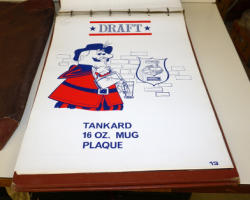 DRAFT
TANKARD
16 OZ. MUG
PLAQUE
13